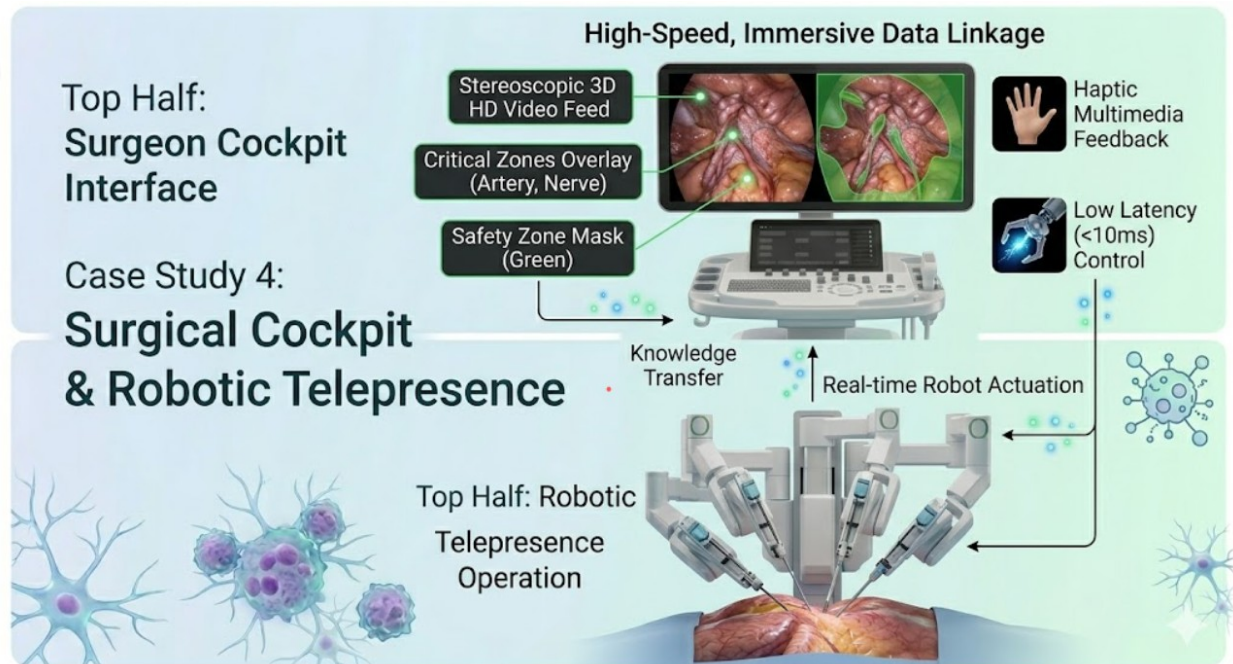 High-Speed, Immersive Data Linkage
Top Half:
Surgeon Cockpit
Interface
Stereoscopic 3D
HD Video Feed
Critical Zones Overlay
(Artery, Nerve)
Safety Zone Mask
(Green)
Haptic
Multimedia
Feedback
Low Latency
(<10ms)
Control
Case Study 4:
Surgical Cockpit
& Robotic Telepresence
Knowledge
Transfer
Real-time Robot Actuation
Top Half: Robotic
Telepresence
Operation